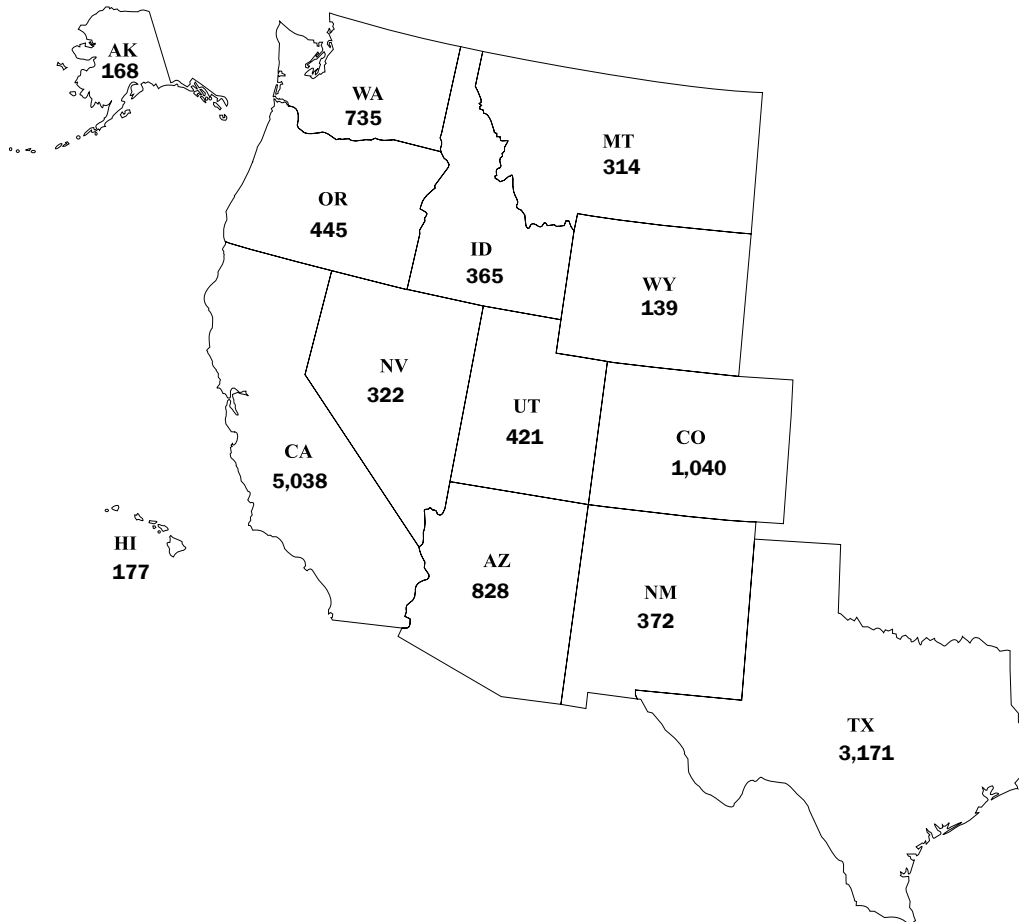 AK
168
WA
735
MT
314
OR
445
ID
365
WY
139
NV
322
UT
421
CO
1,040
CA
5,038
HI
177
AZ
828
NM
372
TX
3,171